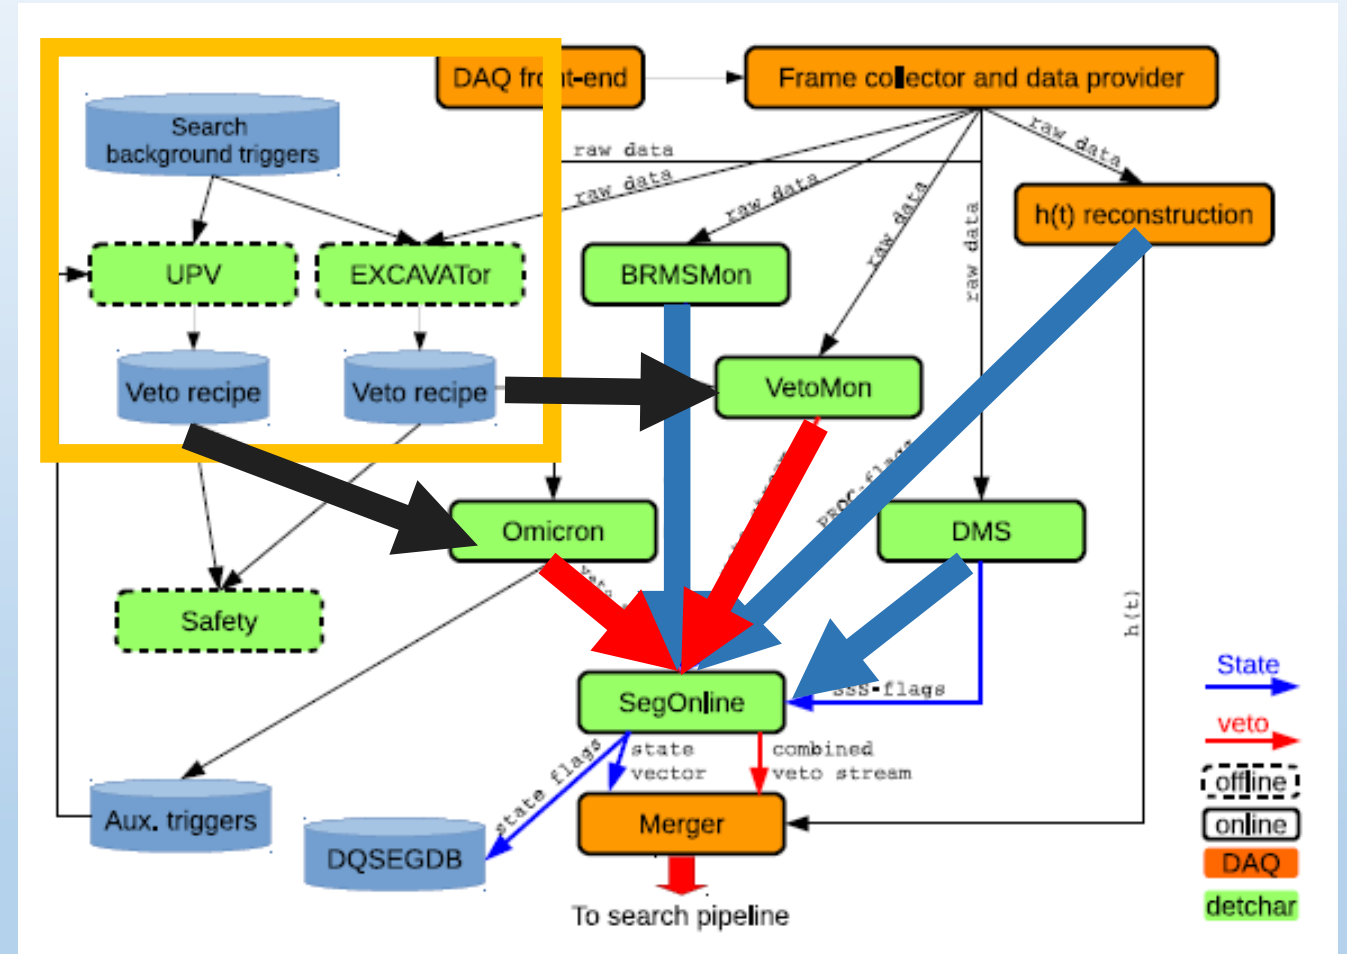 DAQ front-end
Frame collector and data provider
Search
background triggers
raw data
raw data
raw data
raw data
raw data
raw data
h(t) reconstruction
UPV
EXCAVATor
BRMSMon
Veto recipe
Veto recipe
VetoMon
Omicron
DMS
h(t)
Safety
SegOnline
State
veto
state flags
state
vector
combined
veto stream
offline
online
DAQ
detchar
Aux. triggers
DQSEGDB
Merger
To search pipeline